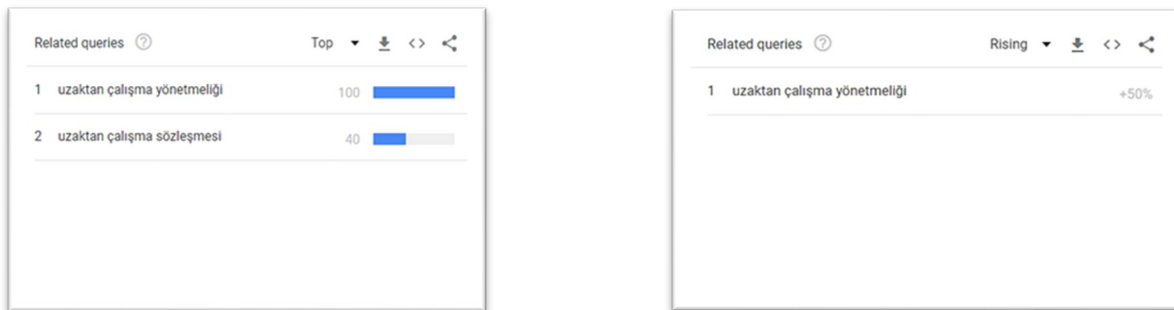 Related queries ? Top <>
1 uzaktan çalışma yönetmeliği 100
2 uzaktan çalışma sözleşmesi 40
Related queries ? Rising <>
1 uzaktan çalışma yönetmeliği +50%